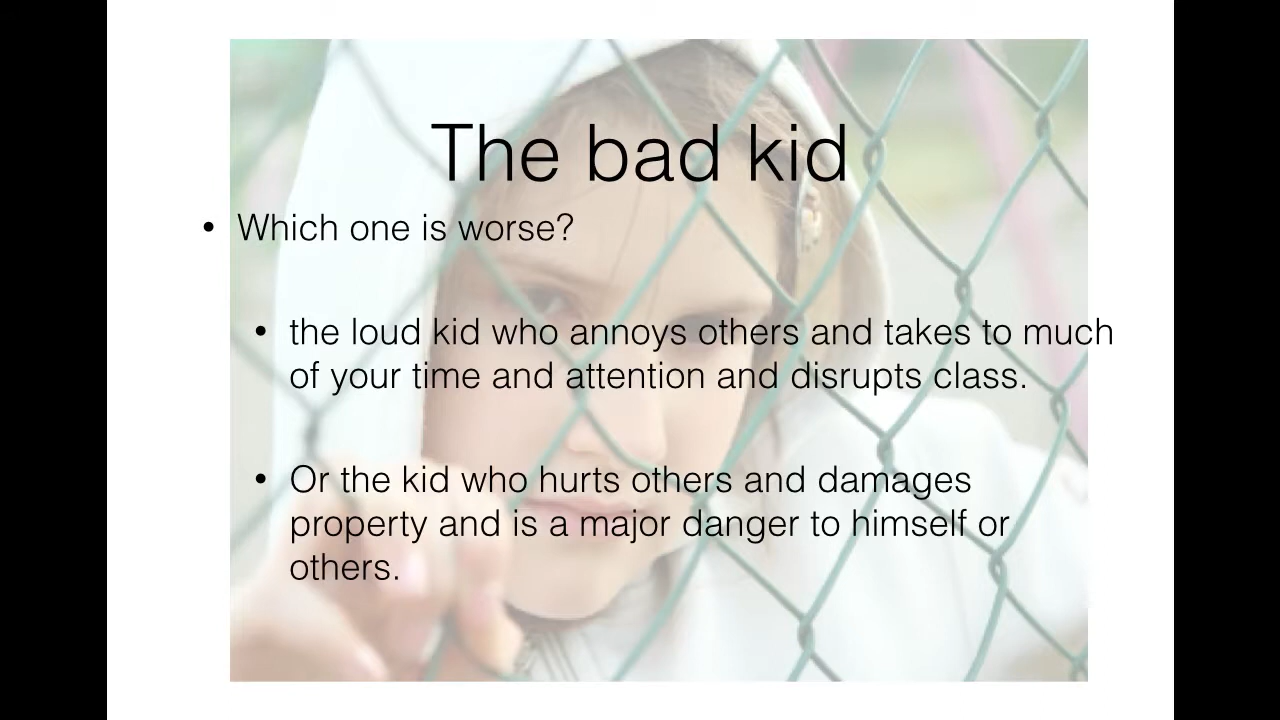 The bad kid
• Which one is worse?
• the loud kid who annoys others and takes to much
of your time and attention and disrupts class.
• Or the kid who hurts others and damages
property and is a major danger to himself or
others.